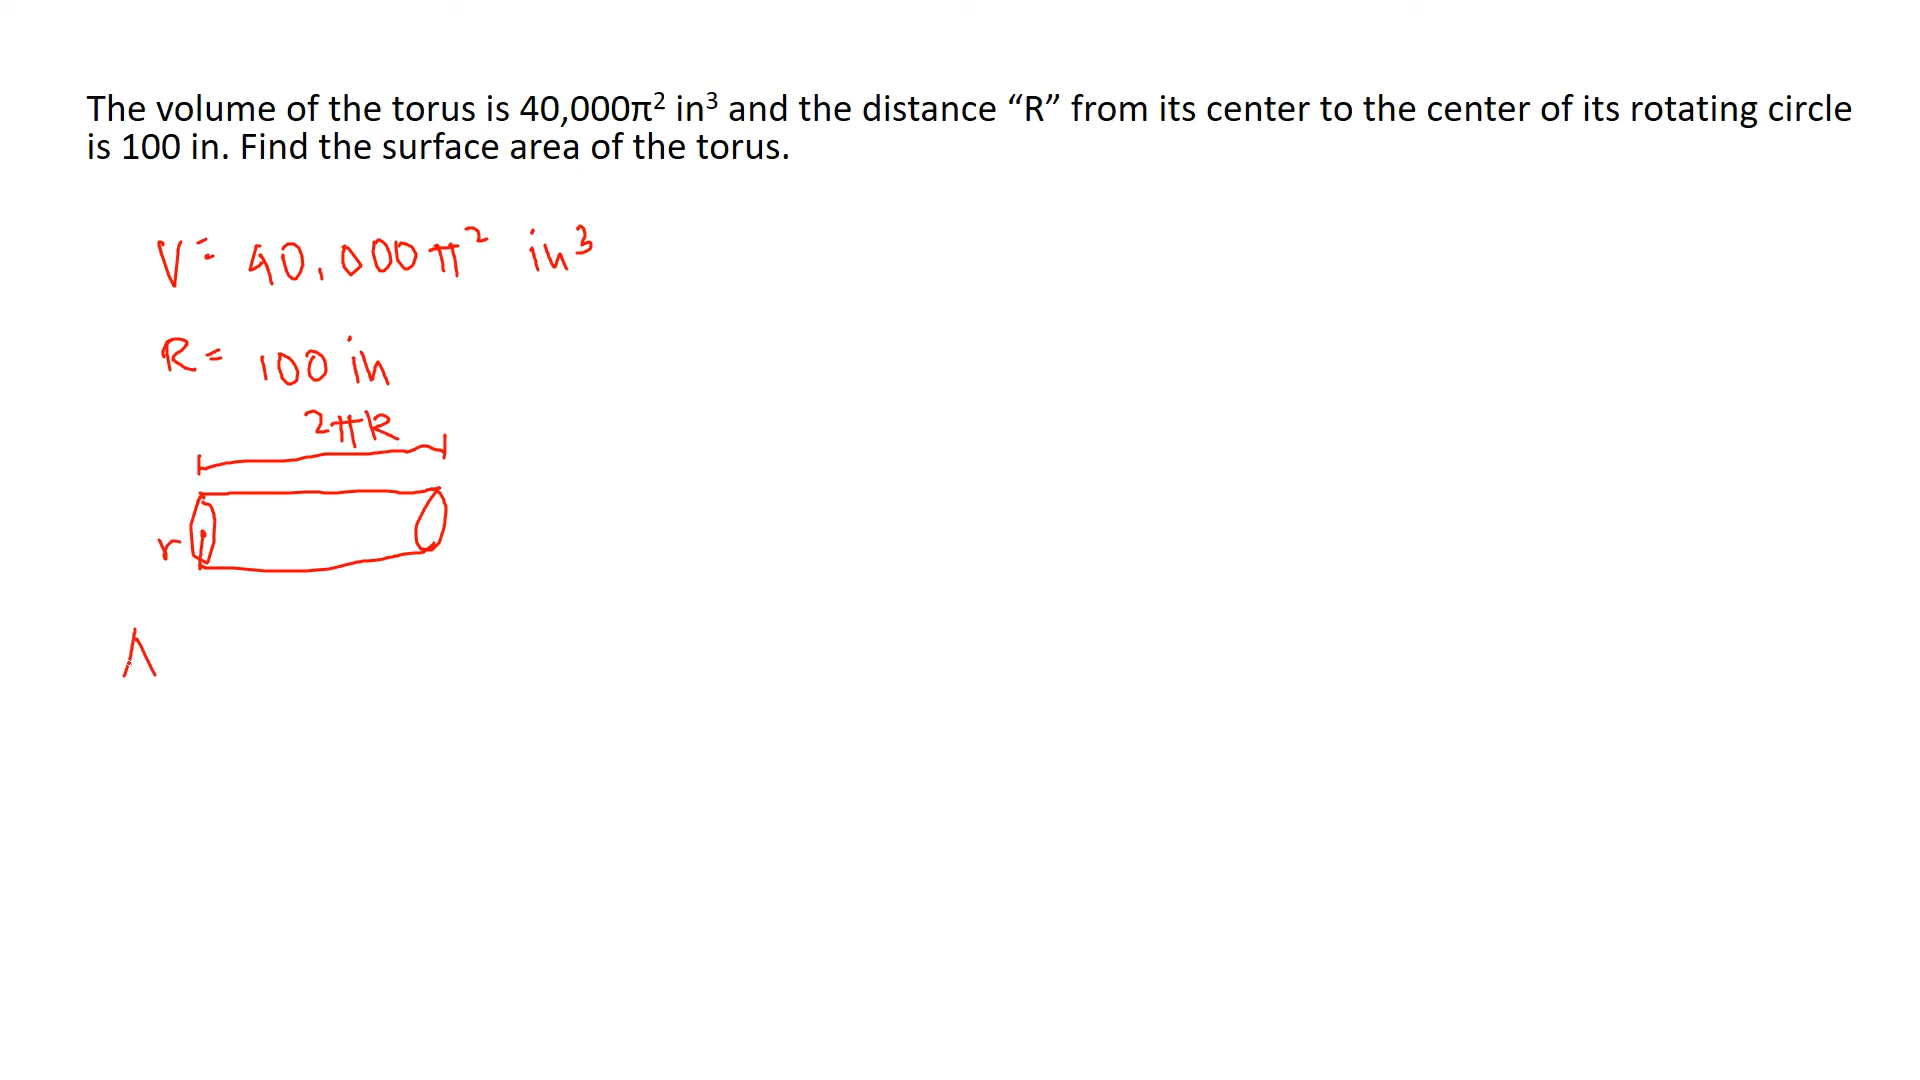 The volume of the torus is 40,000π² in³ and the distance “R” from its center to the center of its rotating circle
is 100 in. Find the surface area of the torus.
V = 40,000π² in³
R = 100 in
2πR
r